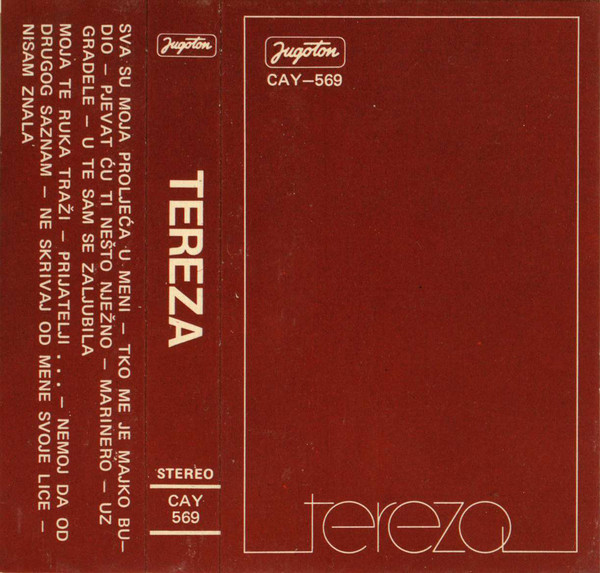 SVA SU MOJA PROLJEĆA U MENI – TKO ME JE MAJKO BU–
DIO – PJEVAT ĆU TI NEŠTO NJEŽNO – MARINERO – UZ
GRADELE – U TE SAM SE ZALJUBILA
MOJA TE RUKA TRAŽI – PRIJATELJI . . . – NEMOJ DA OD
DRUGOG SAZNAM – NE SKRIVAJ OD MENE SVOJE LICE –
NISAM ZNALA
Jugoton
TEREZA
STEREO
CAY
569
Jugoton
CAY–569
tereza